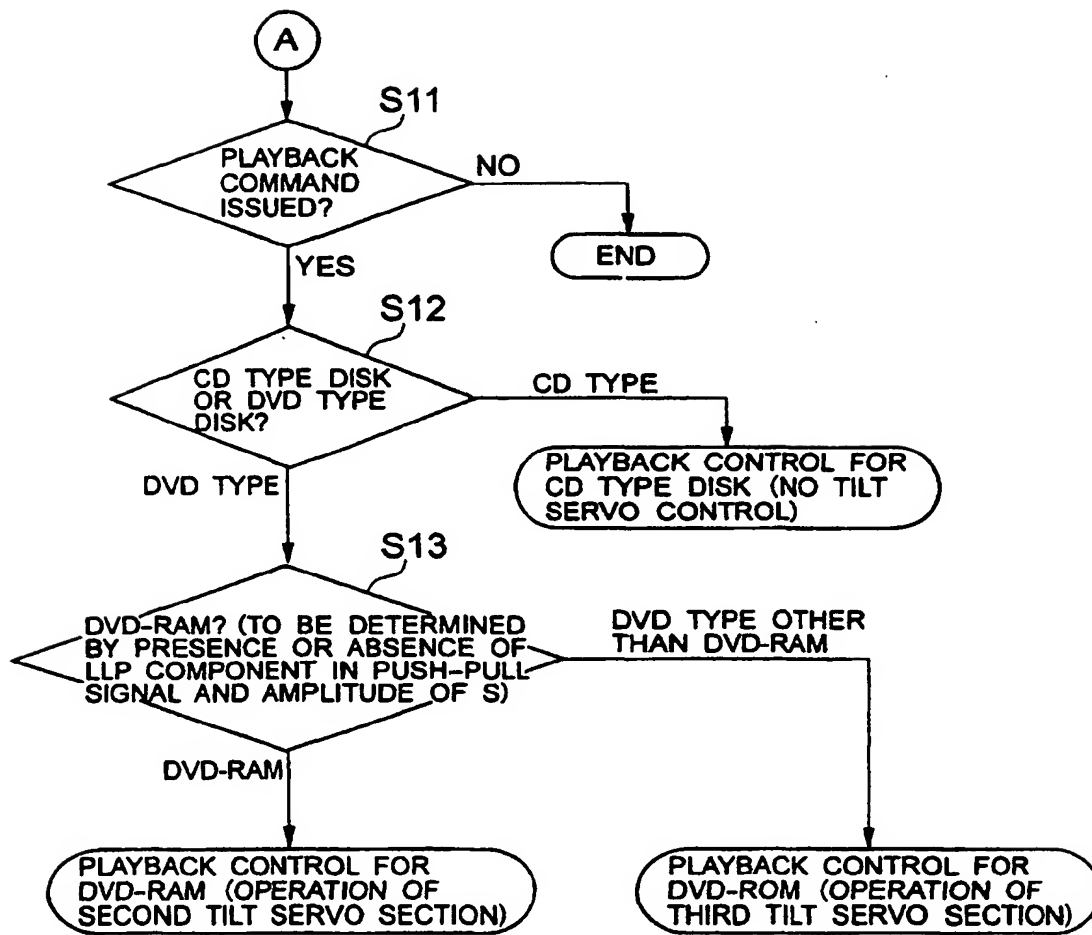 A
S11
PLAYBACK
COMMAND
ISSUED?
NO
END
YES
S12
CD TYPE DISK
OR DVD TYPE
DISK?
CD TYPE
PLAYBACK CONTROL FOR
CD TYPE DISK (NO TILT
SERVO CONTROL)
DVD TYPE
S13
DVD-RAM? (TO BE DETERMINED
BY PRESENCE OR ABSENCE OF
LLP COMPONENT IN PUSH-PULL
SIGNAL AND AMPLITUDE OF S)
DVD TYPE OTHER
THAN DVD-RAM
DVD-RAM
PLAYBACK CONTROL FOR
DVD-RAM (OPERATION OF
SECOND TILT SERVO SECTION)
PLAYBACK CONTROL FOR
DVD-ROM (OPERATION OF
THIRD TILT SERVO SECTION)